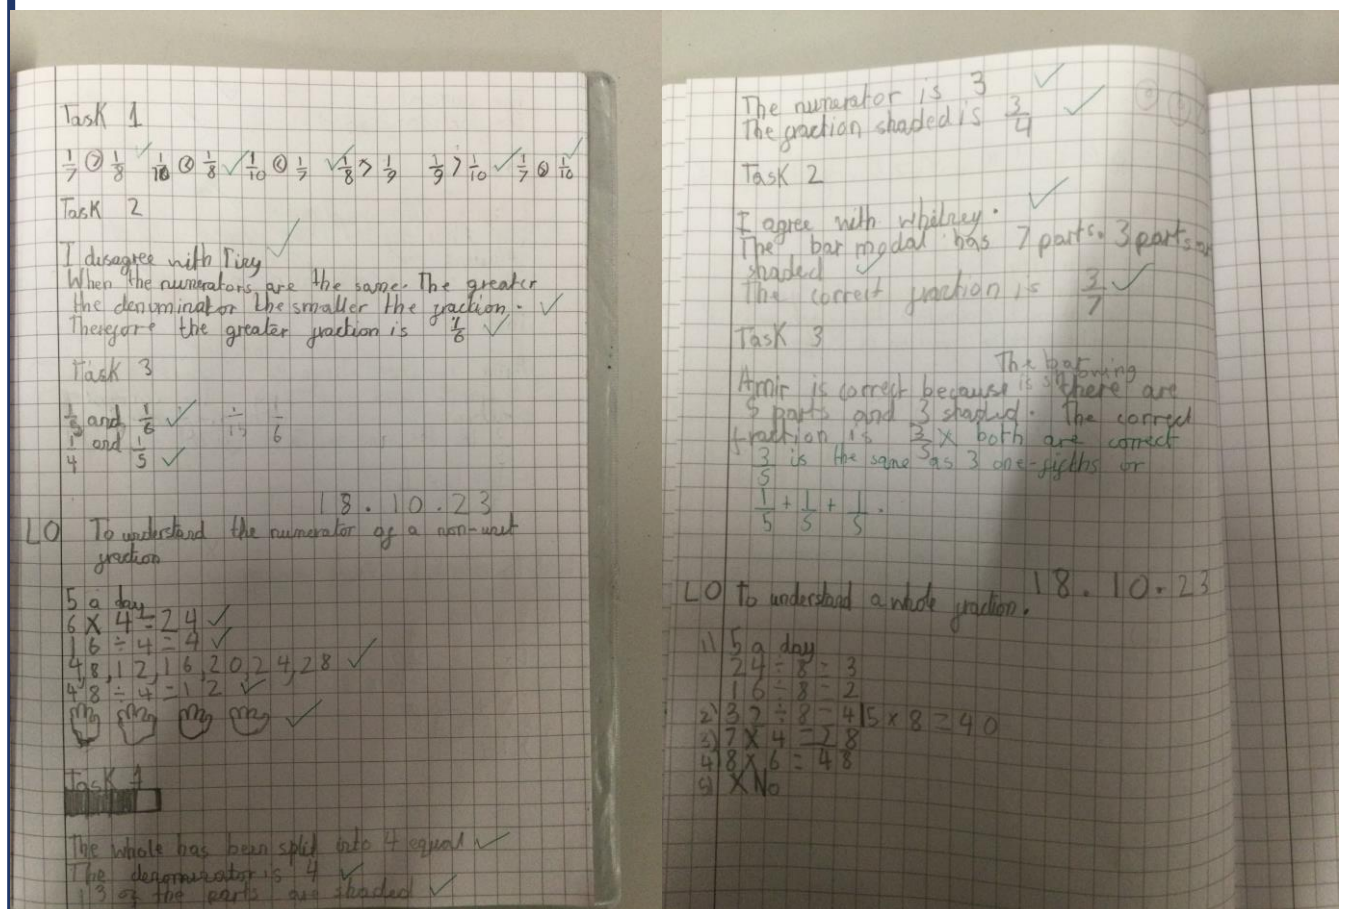 Task 1
1/7 > 1/8 1/10 < 1/8 1/10 < 1/7 1/8 > 1/9 1/9 > 1/10 1/7 > 1/10
Task 2
I disagree with Tiny
When the numerators are the same. The greater
the denominator the smaller the fraction.
Therefore the greater fraction is 1/6
Task 3
and 1/6 ÷ 1/6
1/4 and 1/5
18.10.23
LO To understand the numerator of a non-unit
fraction
5 a day
6 x 4 = 24
16 ÷ 4 = 4
4,8,12,16,20,24,28
48 ÷ 4 = 12
Task 1
The whole has been split into 4 equal
The denominator is 4
3 of the parts are shaded
The numerator is 3
The fraction shaded is 3/4
Task 2
I agree with Whitney.
The bar modal has 7 parts. 3 parts
shaded
The correct fraction is 3/7
Task 3
The bar
is showing
Amir is correct because there are
5 parts and 3 shaded. The correct
fraction is 3/5 x both are correct
3/5 is the same as 3 one-fifths or
1/5 + 1/5 + 1/5.
18.10.23
LO To understand a whole fraction.
1) 5 a day
24 ÷ 8 = 3
16 ÷ 8 = 2
2) 32 ÷ 8 = 4 5 x 8 = 40
3) 7 x 4 = 28
4) 8 x 6 = 48
5) X No